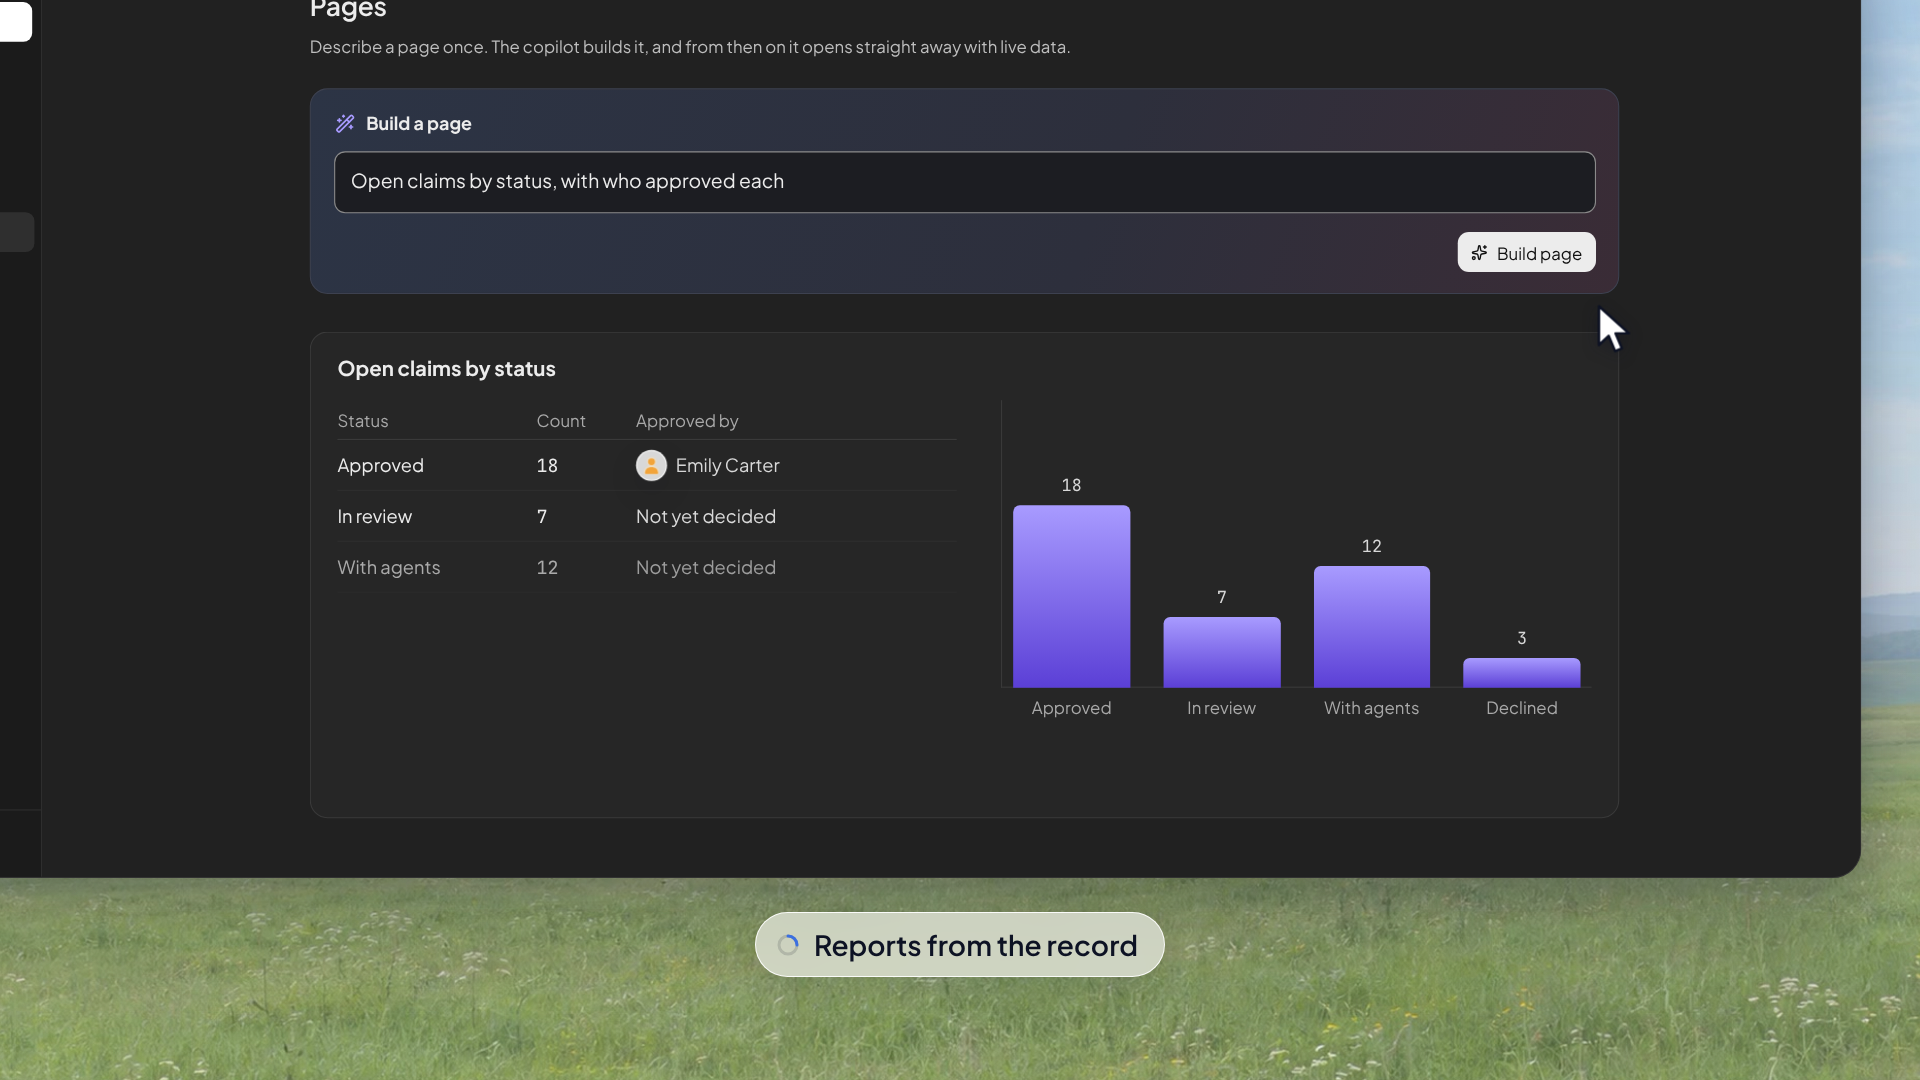 Pages
Describe a page once. The copilot builds it, and from then on it opens straight away with live data.
Build a page
Open claims by status, with who approved each
Build page
Open claims by status
Status Count Approved by
Approved 18 Emily Carter
In review 7 Not yet decided
With agents 12 Not yet decided
18
7
12
3
Approved In review With agents Declined
Reports from the record